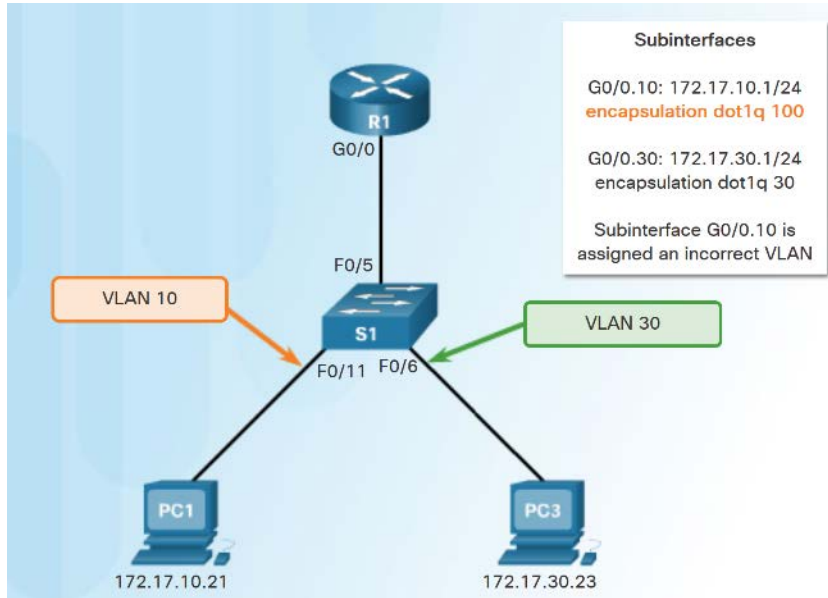 Subinterfaces
G0/0.10: 172.17.10.1/24
encapsulation dot1q 100
G0/0.30: 172.17.30.1/24
encapsulation dot1q 30
Subinterface G0/0.10 is
assigned an incorrect VLAN
R1
G0/0
F0/5
VLAN 10
VLAN 30
S1
F0/11
F0/6
PC1
PC3
172.17.10.21
172.17.30.23